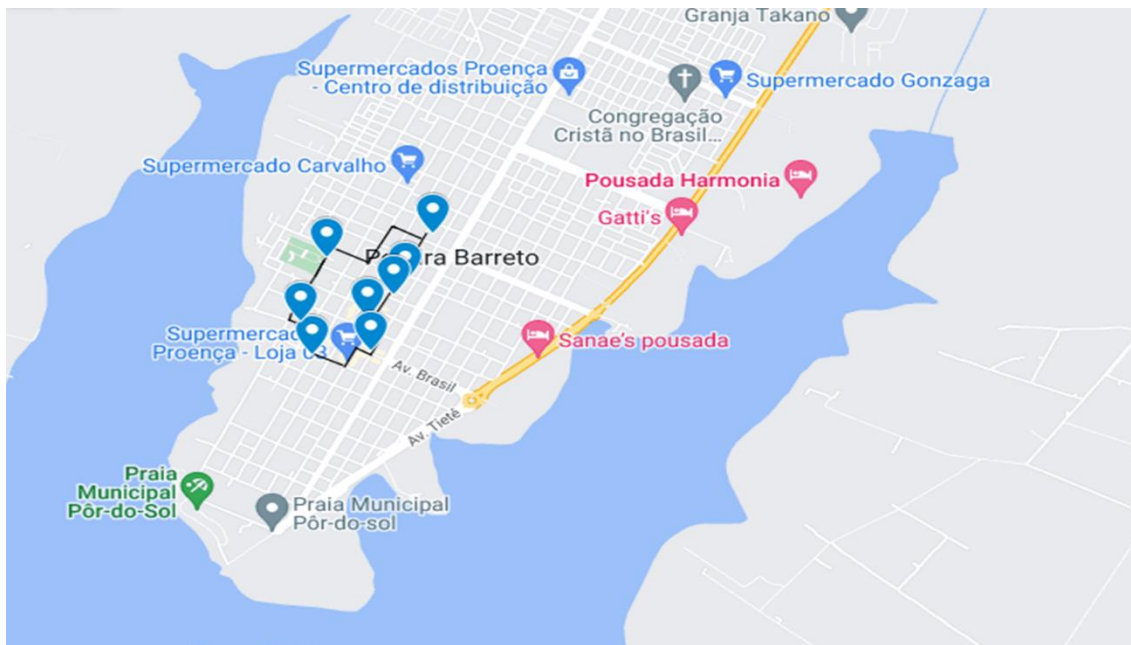 Granja Takano
Supermercados Proença
- Centro de distribuição
Supermercado Gonzaga
Congregação
Cristã no Brasil...
Supermercado Carvalho
Pousada Harmonia
Gatti's
Barreto
Supermercad
Proença - Loja
Sanae's pousada
Av. Brasil
Av. Tietê
Praia
Municipal
Pôr-do-Sol
Praia Municipal
Pôr-do-sol